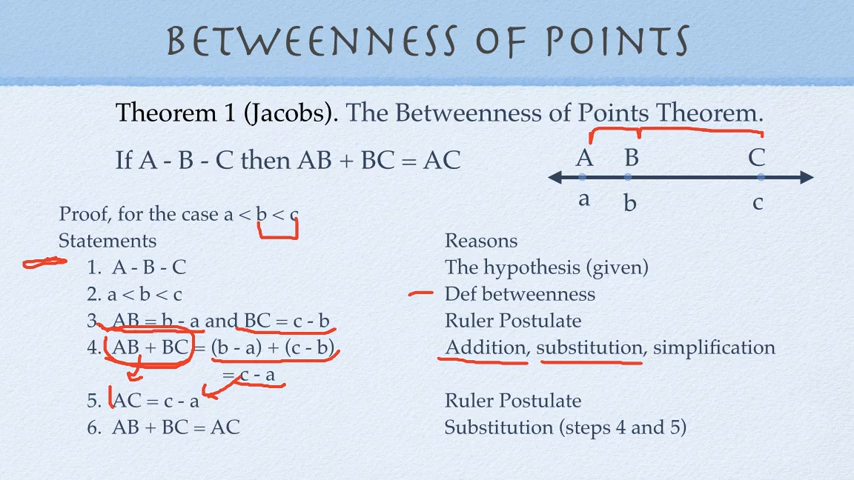 BETWEENNESS OF POINTS
Theorem 1 (Jacobs). The Betweenness of Points Theorem.
If A - B - C then AB + BC = AC
A B C
a b c
Proof, for the case a < b < c
Statements Reasons
1. A - B - C The hypothesis (given)
2. a < b < c Def betweenness
3. AB = b - a and BC = c - b Ruler Postulate
4. AB + BC = (b - a) + (c - b) Addition, substitution, simplification
= c - a
5. AC = c - a Ruler Postulate
6. AB + BC = AC Substitution (steps 4 and 5)